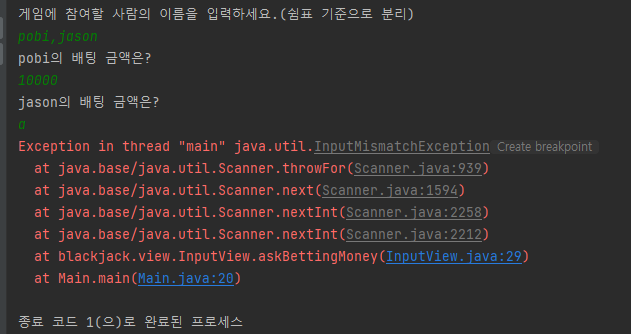 게임에 참여할 사람의 이름을 입력하세요.(쉼표 기준으로 분리)
pobi,jason
pobi의 배팅 금액은?
10000
jason의 배팅 금액은?
a
Exception in thread "main" java.util.InputMismatchException Create breakpoint
at java.base/java.util.Scanner.throwFor(Scanner.java:939)
at java.base/java.util.Scanner.next(Scanner.java:1594)
at java.base/java.util.Scanner.nextInt(Scanner.java:2258)
at java.base/java.util.Scanner.nextInt(Scanner.java:2212)
at blackjack.view.InputView.askBettingMoney(InputView.java:29)
at Main.main(Main.java:20)
종료 코드 1(으)로 완료된 프로세스